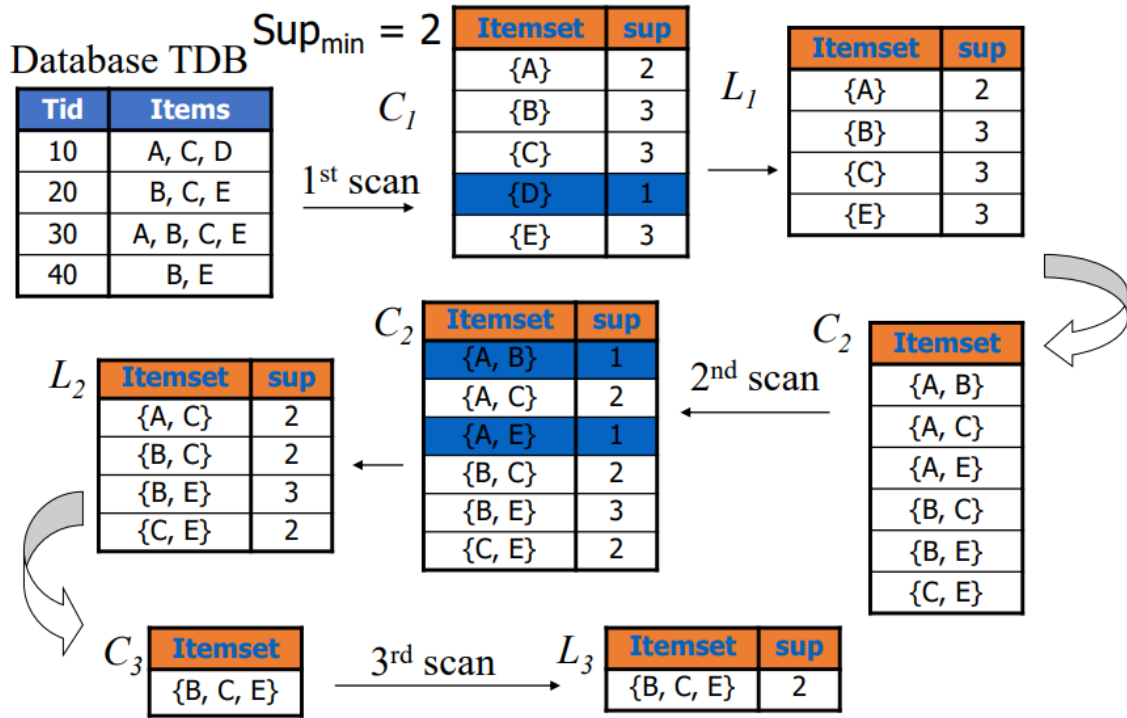 Sup_min = 2
Database TDB
Tid Items
10 A, C, D
20 B, C, E
30 A, B, C, E
40 B, E
1st scan
C1
Itemset sup
{A} 2
{B} 3
{C} 3
{D} 1
{E} 3
L1
Itemset sup
{A} 2
{B} 3
{C} 3
{E} 3
C2
Itemset
{A, B}
{A, C}
{A, E}
{B, C}
{B, E}
{C, E}
2nd scan
C2
Itemset sup
{A, B} 1
{A, C} 2
{A, E} 1
{B, C} 2
{B, E} 3
{C, E} 2
L2
Itemset sup
{A, C} 2
{B, C} 2
{B, E} 3
{C, E} 2
C3
Itemset
{B, C, E}
3rd scan
L3
Itemset sup
{B, C, E} 2